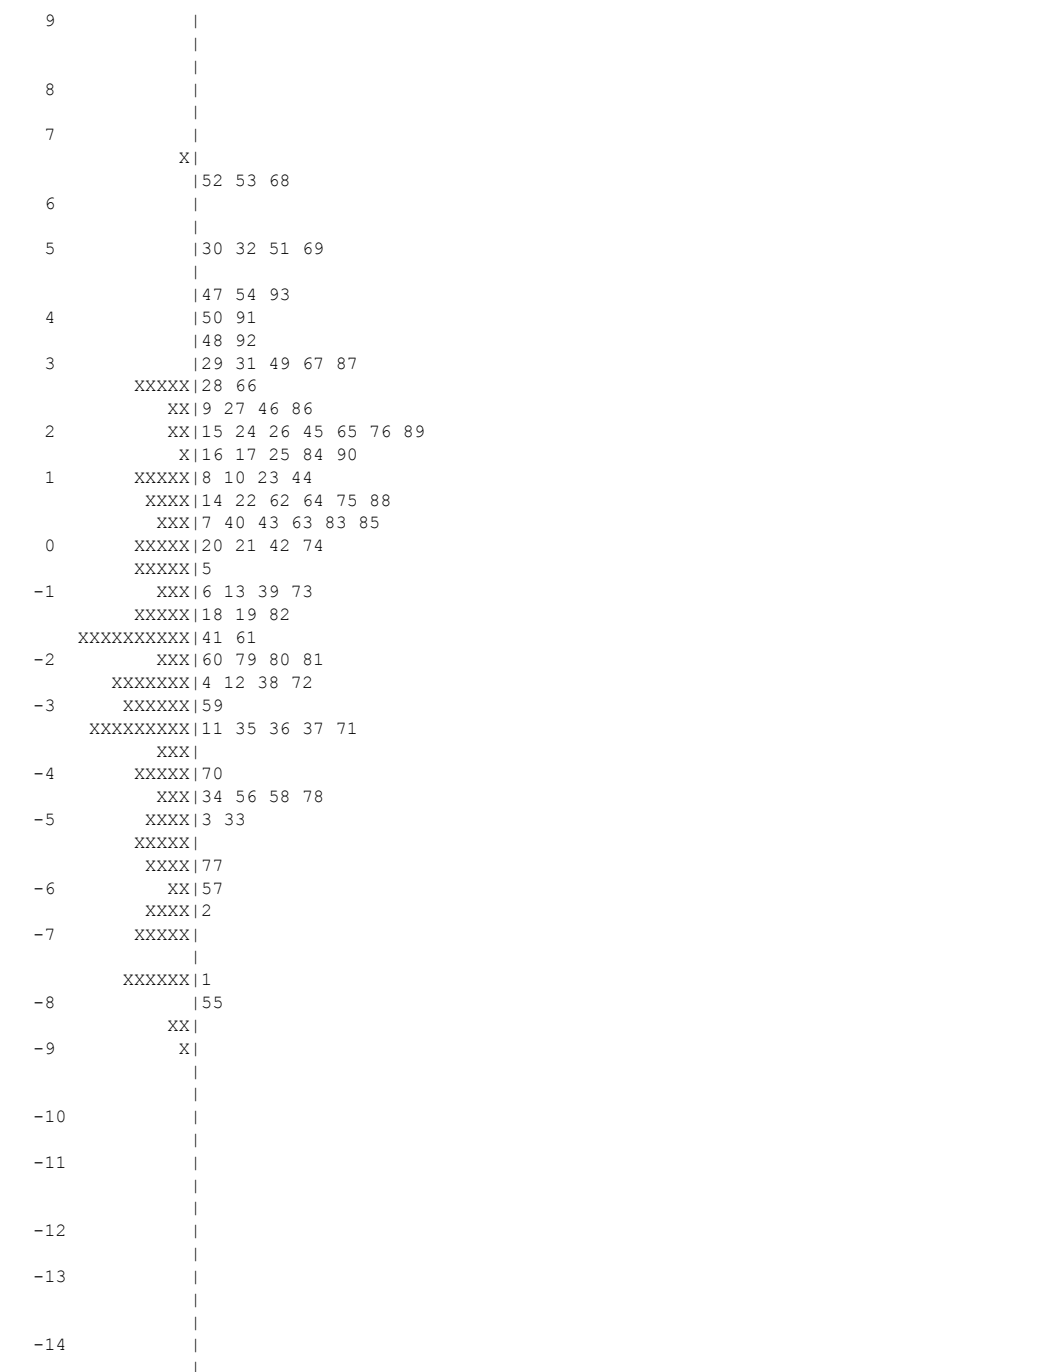 9 |
|
|
8 |
|
7 |
X|
|52 53 68
6 |
|
5 |30 32 51 69
|
|47 54 93
4 |50 91
|48 92
3 |29 31 49 67 87
XXXXX|28 66
XX|9 27 46 86
2 XX|15 24 26 45 65 76 89
X|16 17 25 84 90
1 XXXXX|8 10 23 44
XXXX|14 22 62 64 75 88
XXX|7 40 43 63 83 85
0 XXXXX|20 21 42 74
XXXXX|5
-1 XXX|6 13 39 73
XXXXX|18 19 82
XXXXXXXXXX|41 61
-2 XXX|60 79 80 81
XXXXXXX|4 12 38 72
-3 XXXXXX|59
XXXXXXXXX|11 35 36 37 71
XXX|
-4 XXXXX|70
XXX|34 56 58 78
-5 XXXX|3 33
XXXXX|
XXXX|77
-6 XX|57
XXXX|2
-7 XXXXX|
|
XXXXXX|1
-8 |55
XX|
-9 X|
|
|
-10 |
|
-11 |
|
|
-12 |
|
-13 |
|
|
-14 |
|